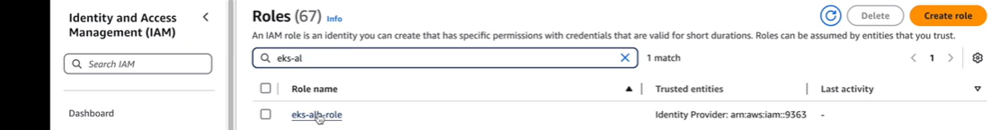 Identity and Access
Management (IAM)
Search IAM
Dashboard
Roles (67) Info
Delete
Create role
An IAM role is an identity you can create that has specific permissions with credentials that are valid for short durations. Roles can be assumed by entities that you trust.
eks-al
1 match
1
Role name
Trusted entities
Last activity
eks-alb-role
Identity Provider: arn:aws:iam::9363
-